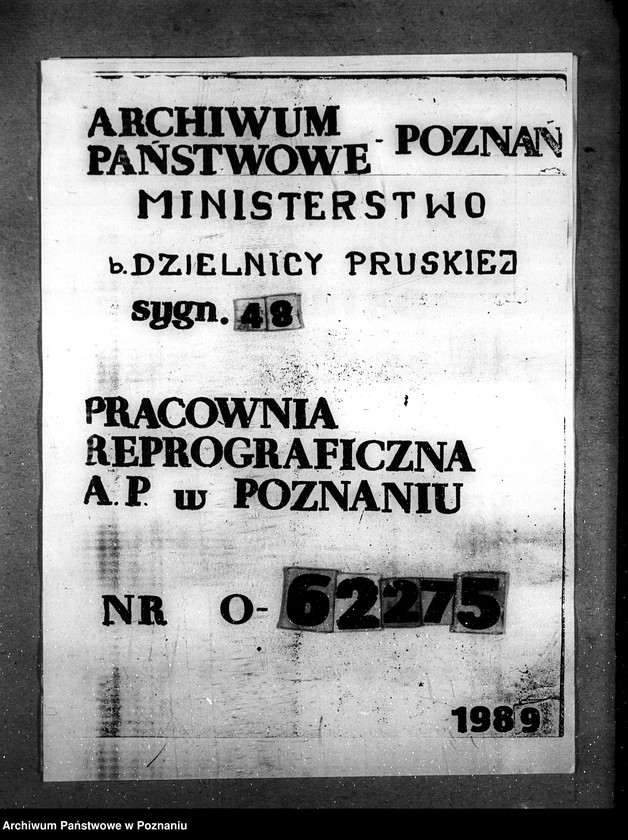 ARCHIWUM
PAŃSTWOWE - POZNAŃ
MINISTERSTWO
b. DZIELNICY PRUSKIEJ
sygn. 48
PRACOWNIA
REPROGRAFICZNA
A.P. w POZNANIU
NR O-62275
1989
Archiwum Państwowe w Poznaniu